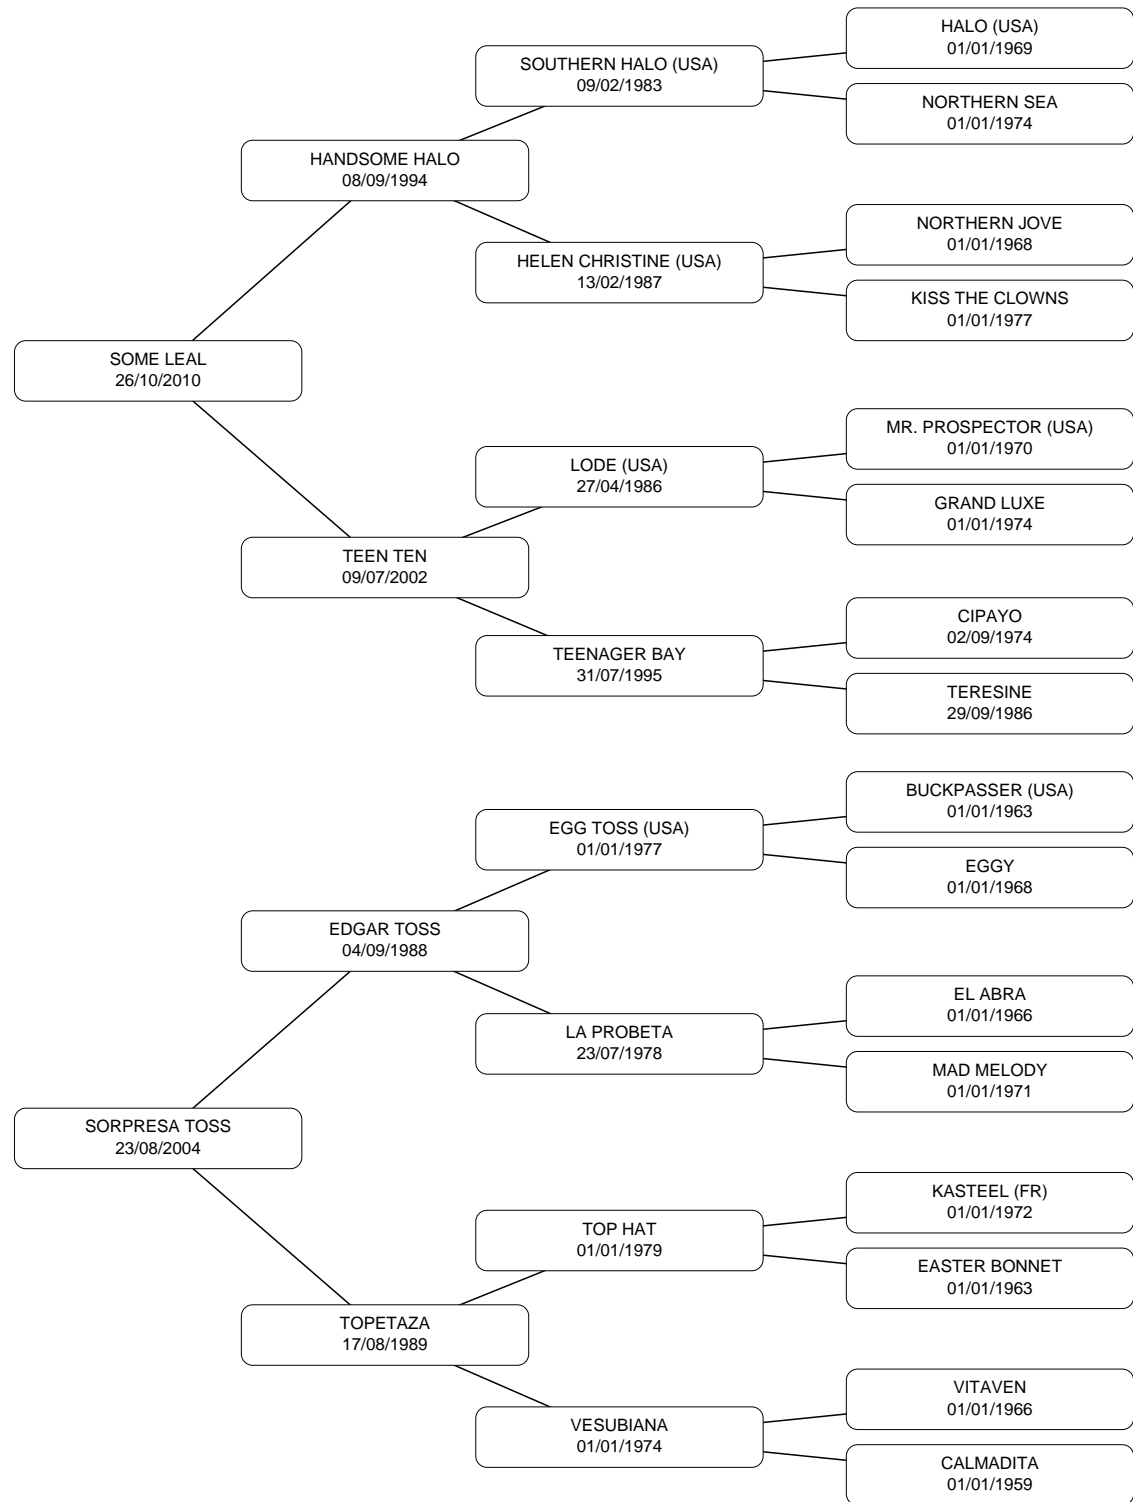 HALO (USA)
01/01/1969
SOUTHERN HALO (USA)
09/02/1983
NORTHERN SEA
01/01/1974
HANDSOME HALO
08/09/1994
NORTHERN JOVE
01/01/1968
HELEN CHRISTINE (USA)
13/02/1987
KISS THE CLOWNS
01/01/1977
SOME LEAL
26/10/2010
MR. PROSPECTOR (USA)
01/01/1970
LODE (USA)
27/04/1986
GRAND LUXE
01/01/1974
TEEN TEN
09/07/2002
CIPAYO
02/09/1974
TEENAGER BAY
31/07/1995
TERESINE
29/09/1986
BUCKPASSER (USA)
01/01/1963
EGG TOSS (USA)
01/01/1977
EGGY
01/01/1968
EDGAR TOSS
04/09/1988
EL ABRA
01/01/1966
LA PROBETA
23/07/1978
MAD MELODY
01/01/1971
SORPRESA TOSS
23/08/2004
KASTEEL (FR)
01/01/1972
TOP HAT
01/01/1979
EASTER BONNET
01/01/1963
TOPETAZA
17/08/1989
VITAVEN
01/01/1966
VESUBIANA
01/01/1974
CALMADITA
01/01/1959